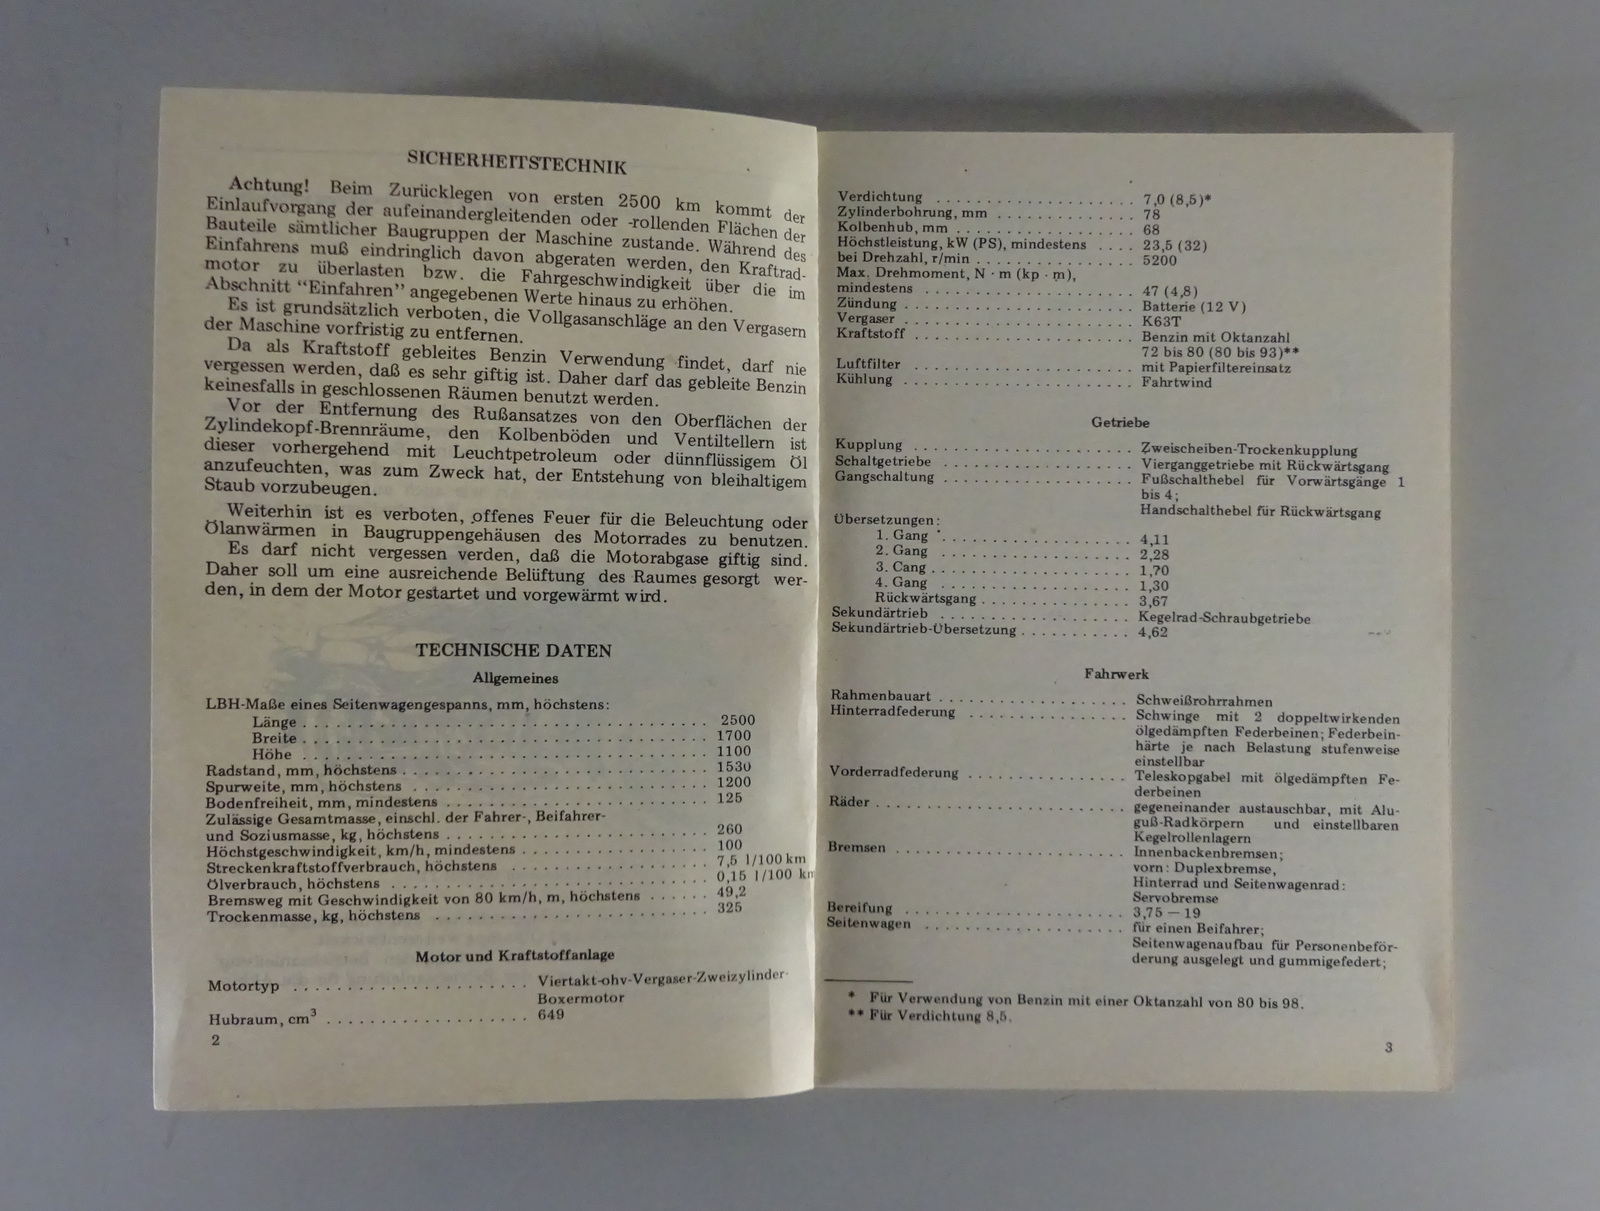 SICHERHEITSTECHNIK
Achtung! Beim Zurücklegen von ersten 2500 km kommt der
Einlaufvorgang der aufeinandergleitenden oder -rollenden Flächen der
Bauteile sämtlicher Baugruppen der Maschine zustande. Während des
Einfahrens muß eindringlich davon abgeraten werden, den Kraftrad-
motor zu überlasten bzw. die Fahrgeschwindigkeit über die im
Abschnitt "Einfahren" angegebenen Werte hinaus zu erhöhen.
Es ist grundsätzlich verboten, die Vollgasanschläge an den Vergasern
der Maschine vorfristig zu entfernen.
Da als Kraftstoff gebleites Benzin Verwendung findet, darf nie
vergessen werden, daß es sehr giftig ist. Daher darf das gebleite Benzin
keinesfalls in geschlossenen Räumen benutzt werden.
Vor der Entfernung des Rußansatzes von den Oberflächen der
Zylindekopf-Brennräume, den Kolbenböden und Ventiltellern ist
dieser vorhergehend mit Leuchtpetroleum oder dünnflüssigem Öl
anzufeuchten, was zum Zweck hat, der Entstehung von bleihaltigem
Staub vorzubeugen.
Weiterhin ist es verboten, offenes Feuer für die Beleuchtung oder
Ölanwärmen in Baugruppengehäusen des Motorrades zu benutzen.
Es darf nicht vergessen verden, daß die Motorabgase giftig sind.
Daher soll um eine ausreichende Belüftung des Raumes gesorgt wer-
den, in dem der Motor gestartet und vorgewärmt wird.
TECHNISCHE DATEN
Allgemeines
LBH-Maße eines Seitenwagengespanns, mm, höchstens:
Länge . . . . . . . . . . 2500
Breite . . . . . . . . . . 1700
Höhe . . . . . . . . . . 1100
Radstand, mm, höchstens . . . . . . . . . . 1530
Spurweite, mm, höchstens . . . . . . . . . . 1200
Bodenfreiheit, mm, mindestens . . . . . . . . . . 125
Zulässige Gesamtmasse, einschl. der Fahrer-, Beifahrer-
und Soziusmasse, kg, höchstens . . . . . . . . . . 260
Höchstgeschwindigkeit, km/h, mindestens . . . . . . . . . . 100
Streckenkraftstoffverbrauch, höchstens . . . . . . . . . . 7,5 l/100 km
Ölverbrauch, höchstens . . . . . . . . . . 0,15 l/100 km
Bremsweg mit Geschwindigkeit von 80 km/h, m, höchstens . . . . . . 49,2
Trockenmasse, kg, höchstens . . . . . . . . . . 325
Motor und Kraftstoffanlage
Motortyp . . . . . . . . . . Viertakt-ohv-Vergaser-Zweizylinder-
Boxermotor
Hubraum, cm³ . . . . . . . . . . 649
2
Verdichtung . . . . . . . . . . 7,0 (8,5)*
Zylinderbohrung, mm . . . . . . . . . . 78
Kolbenhub, mm . . . . . . . . . . 68
Höchstleistung, kW (PS), mindestens . . . . 23,5 (32)
bei Drehzahl, r/min . . . . . . . . . . 5200
Max. Drehmoment, N · m (kp · m),
mindestens . . . . . . . . . . 47 (4,8)
Zündung . . . . . . . . . . Batterie (12 V)
Vergaser . . . . . . . . . . K63T
Kraftstoff . . . . . . . . . . Benzin mit Oktanzahl
72 bis 80 (80 bis 93)**
Luftfilter . . . . . . . . . . mit Papierfiltereinsatz
Kühlung . . . . . . . . . . Fahrtwind
Getriebe
Kupplung . . . . . . . . . . Zweischeiben-Trockenkupplung
Schaltgetriebe . . . . . . . . . . Vierganggetriebe mit Rückwärtsgang
Gangschaltung . . . . . . . . . . Fußschalthebel für Vorwärtsgänge 1
bis 4;
Handschalthebel für Rückwärtsgang
Übersetzungen:
1. Gang . . . . . . . . . . 4,11
2. Gang . . . . . . . . . . 2,28
3. Cang . . . . . . . . . . 1,70
4. Gang . . . . . . . . . . 1,30
Rückwärtsgang . . . . . . . . . . 3,67
Sekundärtrieb . . . . . . . . . . Kegelrad-Schraubgetriebe
Sekundärtrieb-Übersetzung . . . . . . . . . . 4,62
Fahrwerk
Rahmenbauart . . . . . . . . . . Schweißrohrrahmen
Hinterradfederung . . . . . . . . . . Schwinge mit 2 doppeltwirkenden
ölgedämpften Federbeinen; Federbein-
härte je nach Belastung stufenweise
einstellbar
Vorderradfederung . . . . . . . . . . Teleskopgabel mit ölgedämpften Fe-
derbeinen
Räder . . . . . . . . . . gegeneinander austauschbar, mit Alu-
guß-Radkörpern und einstellbaren
Kegelrollenlagern
Bremsen . . . . . . . . . . Innenbackenbremsen;
vorn: Duplexbremse,
Hinterrad und Seitenwagenrad:
Servobremse
Bereifung . . . . . . . . . . 3,75 — 19
Seitenwagen . . . . . . . . . . für einen Beifahrer;
Seitenwagenaufbau für Personenbeför-
derung ausgelegt und gummigefedert;
* Für Verwendung von Benzin mit einer Oktanzahl von 80 bis 98.
** Für Verdichtung 8,5.
3